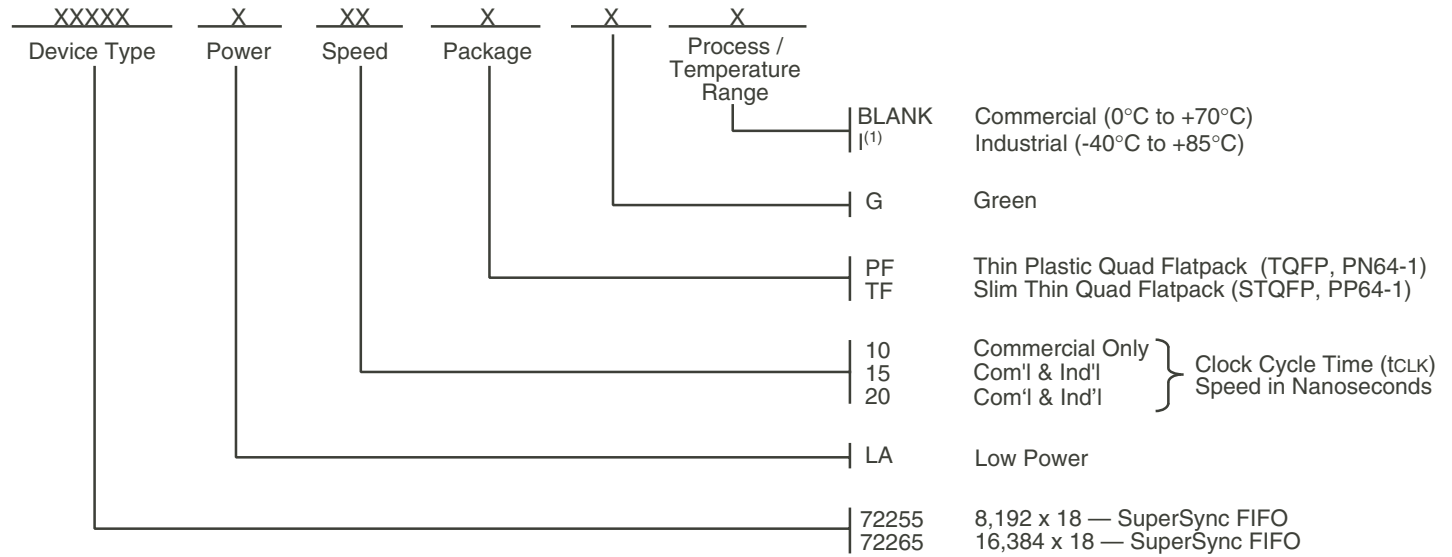 XXXXX X XX X X X
Device Type Power Speed Package Process /
Temperature
Range
BLANK Commercial (0°C to +70°C)
I(1) Industrial (-40°C to +85°C)
G Green
PF Thin Plastic Quad Flatpack (TQFP, PN64-1)
TF Slim Thin Quad Flatpack (STQFP, PP64-1)
10 Commercial Only
15 Com'l & Ind'l
20 Com‘l & Ind’l
Clock Cycle Time (tCLK)
Speed in Nanoseconds
LA Low Power
72255 8,192 x 18 — SuperSync FIFO
72265 16,384 x 18 — SuperSync FIFO